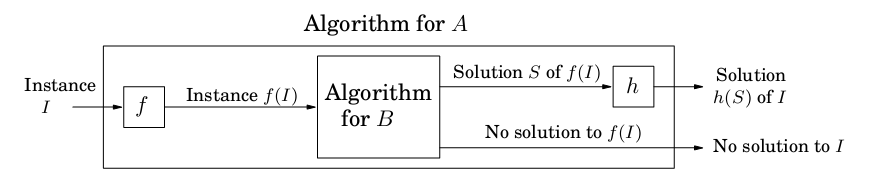 Algorithm for A
Instance
I
f
Instance f(I)
Algorithm
for B
Solution S of f(I)
h
Solution
h(S) of I
No solution to f(I)
No solution to I